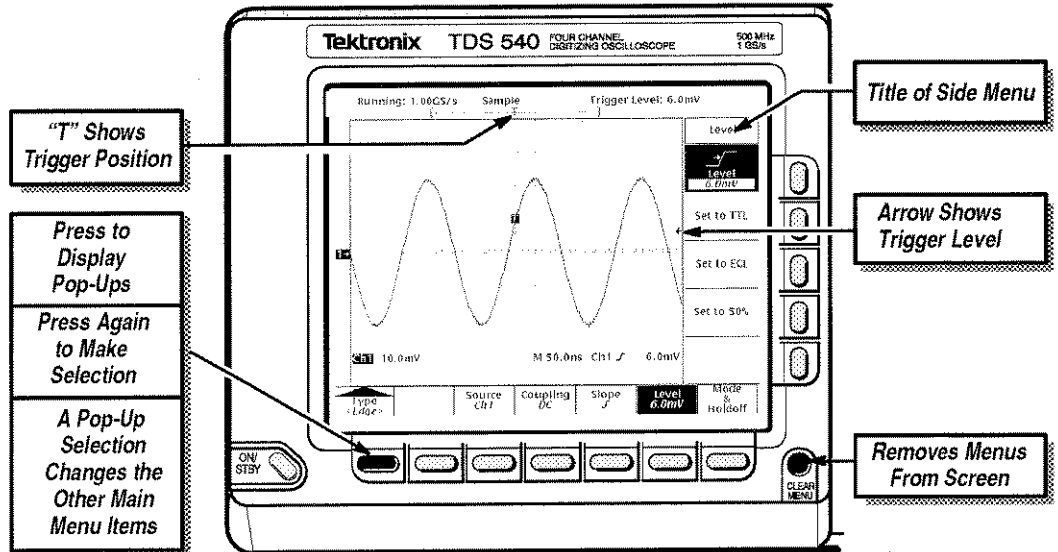 Tektronix TDS 540 FOUR CHANNEL DIGITIZING OSCILLOSCOPE
500 MHz
1 GS/s
Running: 1.00GS/s Sample Trigger Level: 6.0mV
"T" Shows
Trigger Position
Press to
Display
Pop-Ups
Press Again
to Make
Selection
A Pop-Up
Selection
Changes the
Other Main
Menu Items
Level
Level
6.0mV
Set to TTL
Set to ECL
Set to 50%
T
1
Ch1 10.0mV M 50.0ns Ch1 6.0mV
Type
<Edge>
Source
Ch1
Coupling
DC
Slope
Level
6.0mV
Mode
&
Holdoff
ON/
STBY
CLEAR
MENU
Title of Side Menu
Arrow Shows
Trigger Level
Removes Menus
From Screen